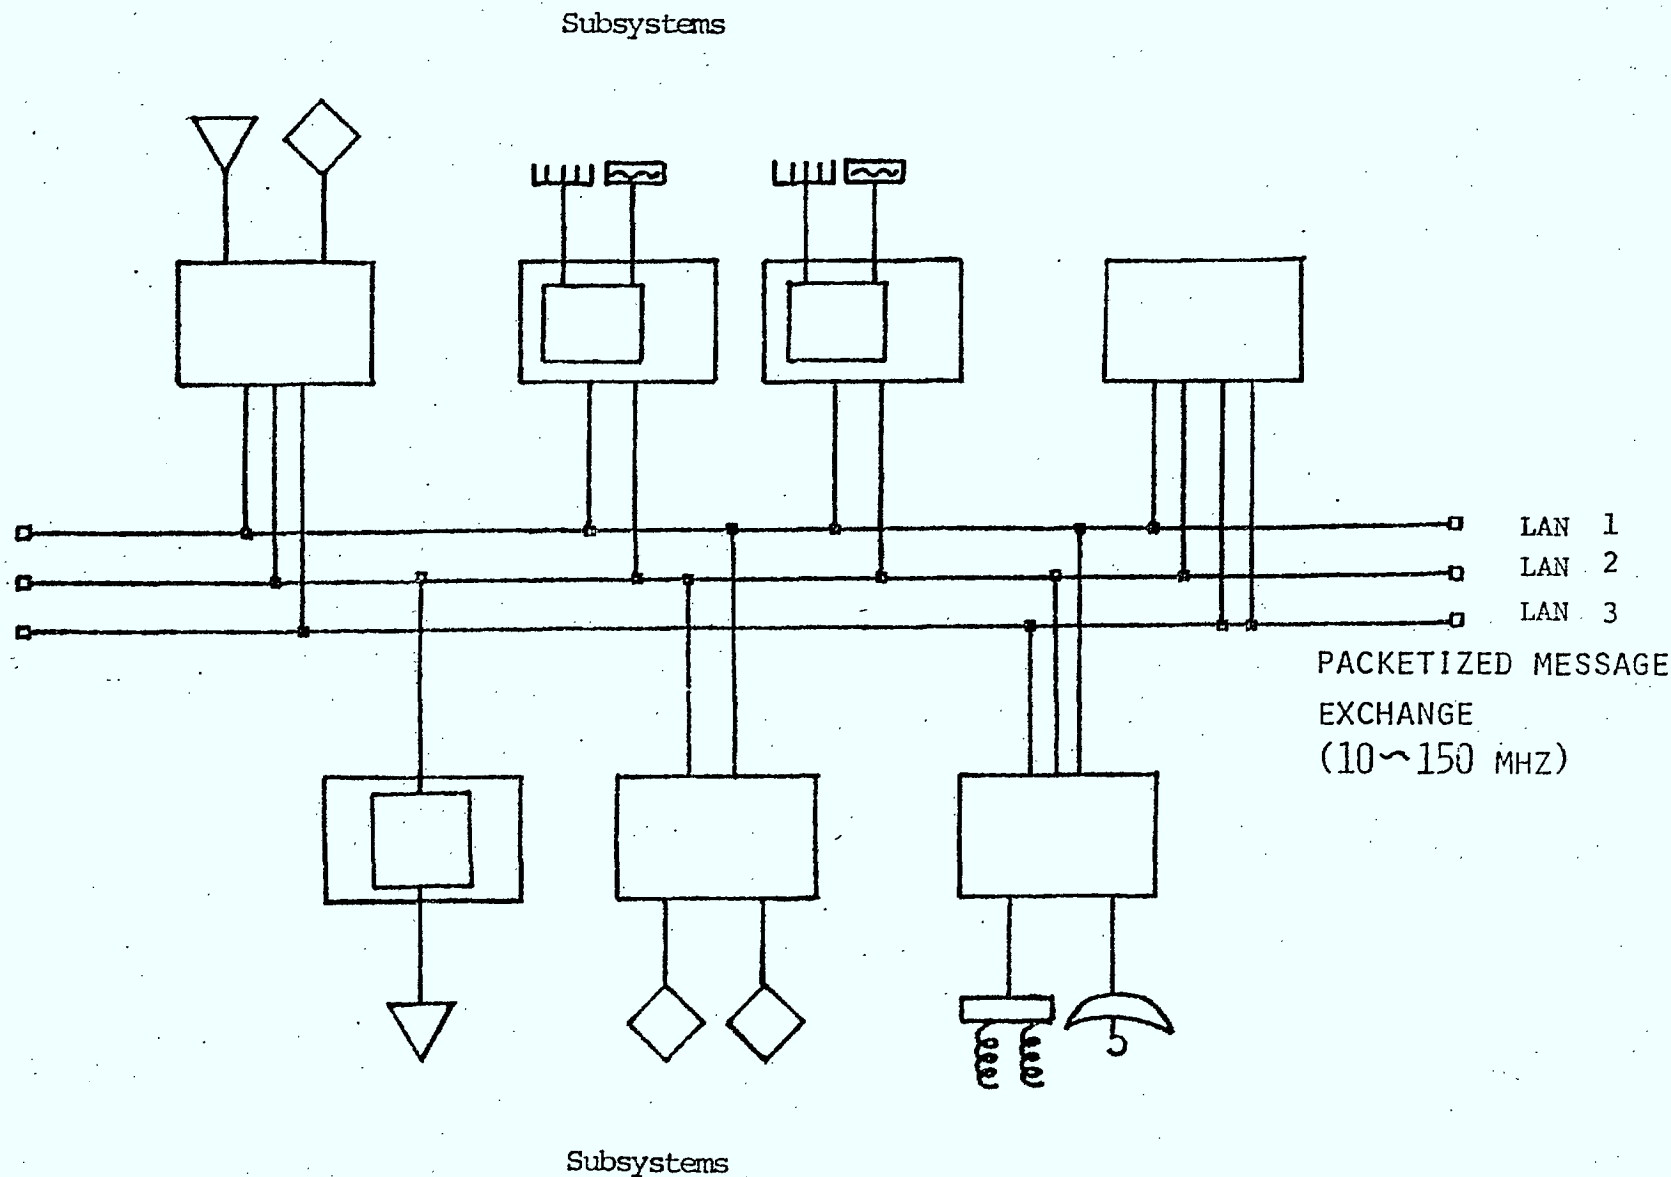 Subsystems
LAN 1
LAN 2
LAN 3
PACKETIZED MESSAGE
EXCHANGE
(10~150 MHZ)
Subsystems